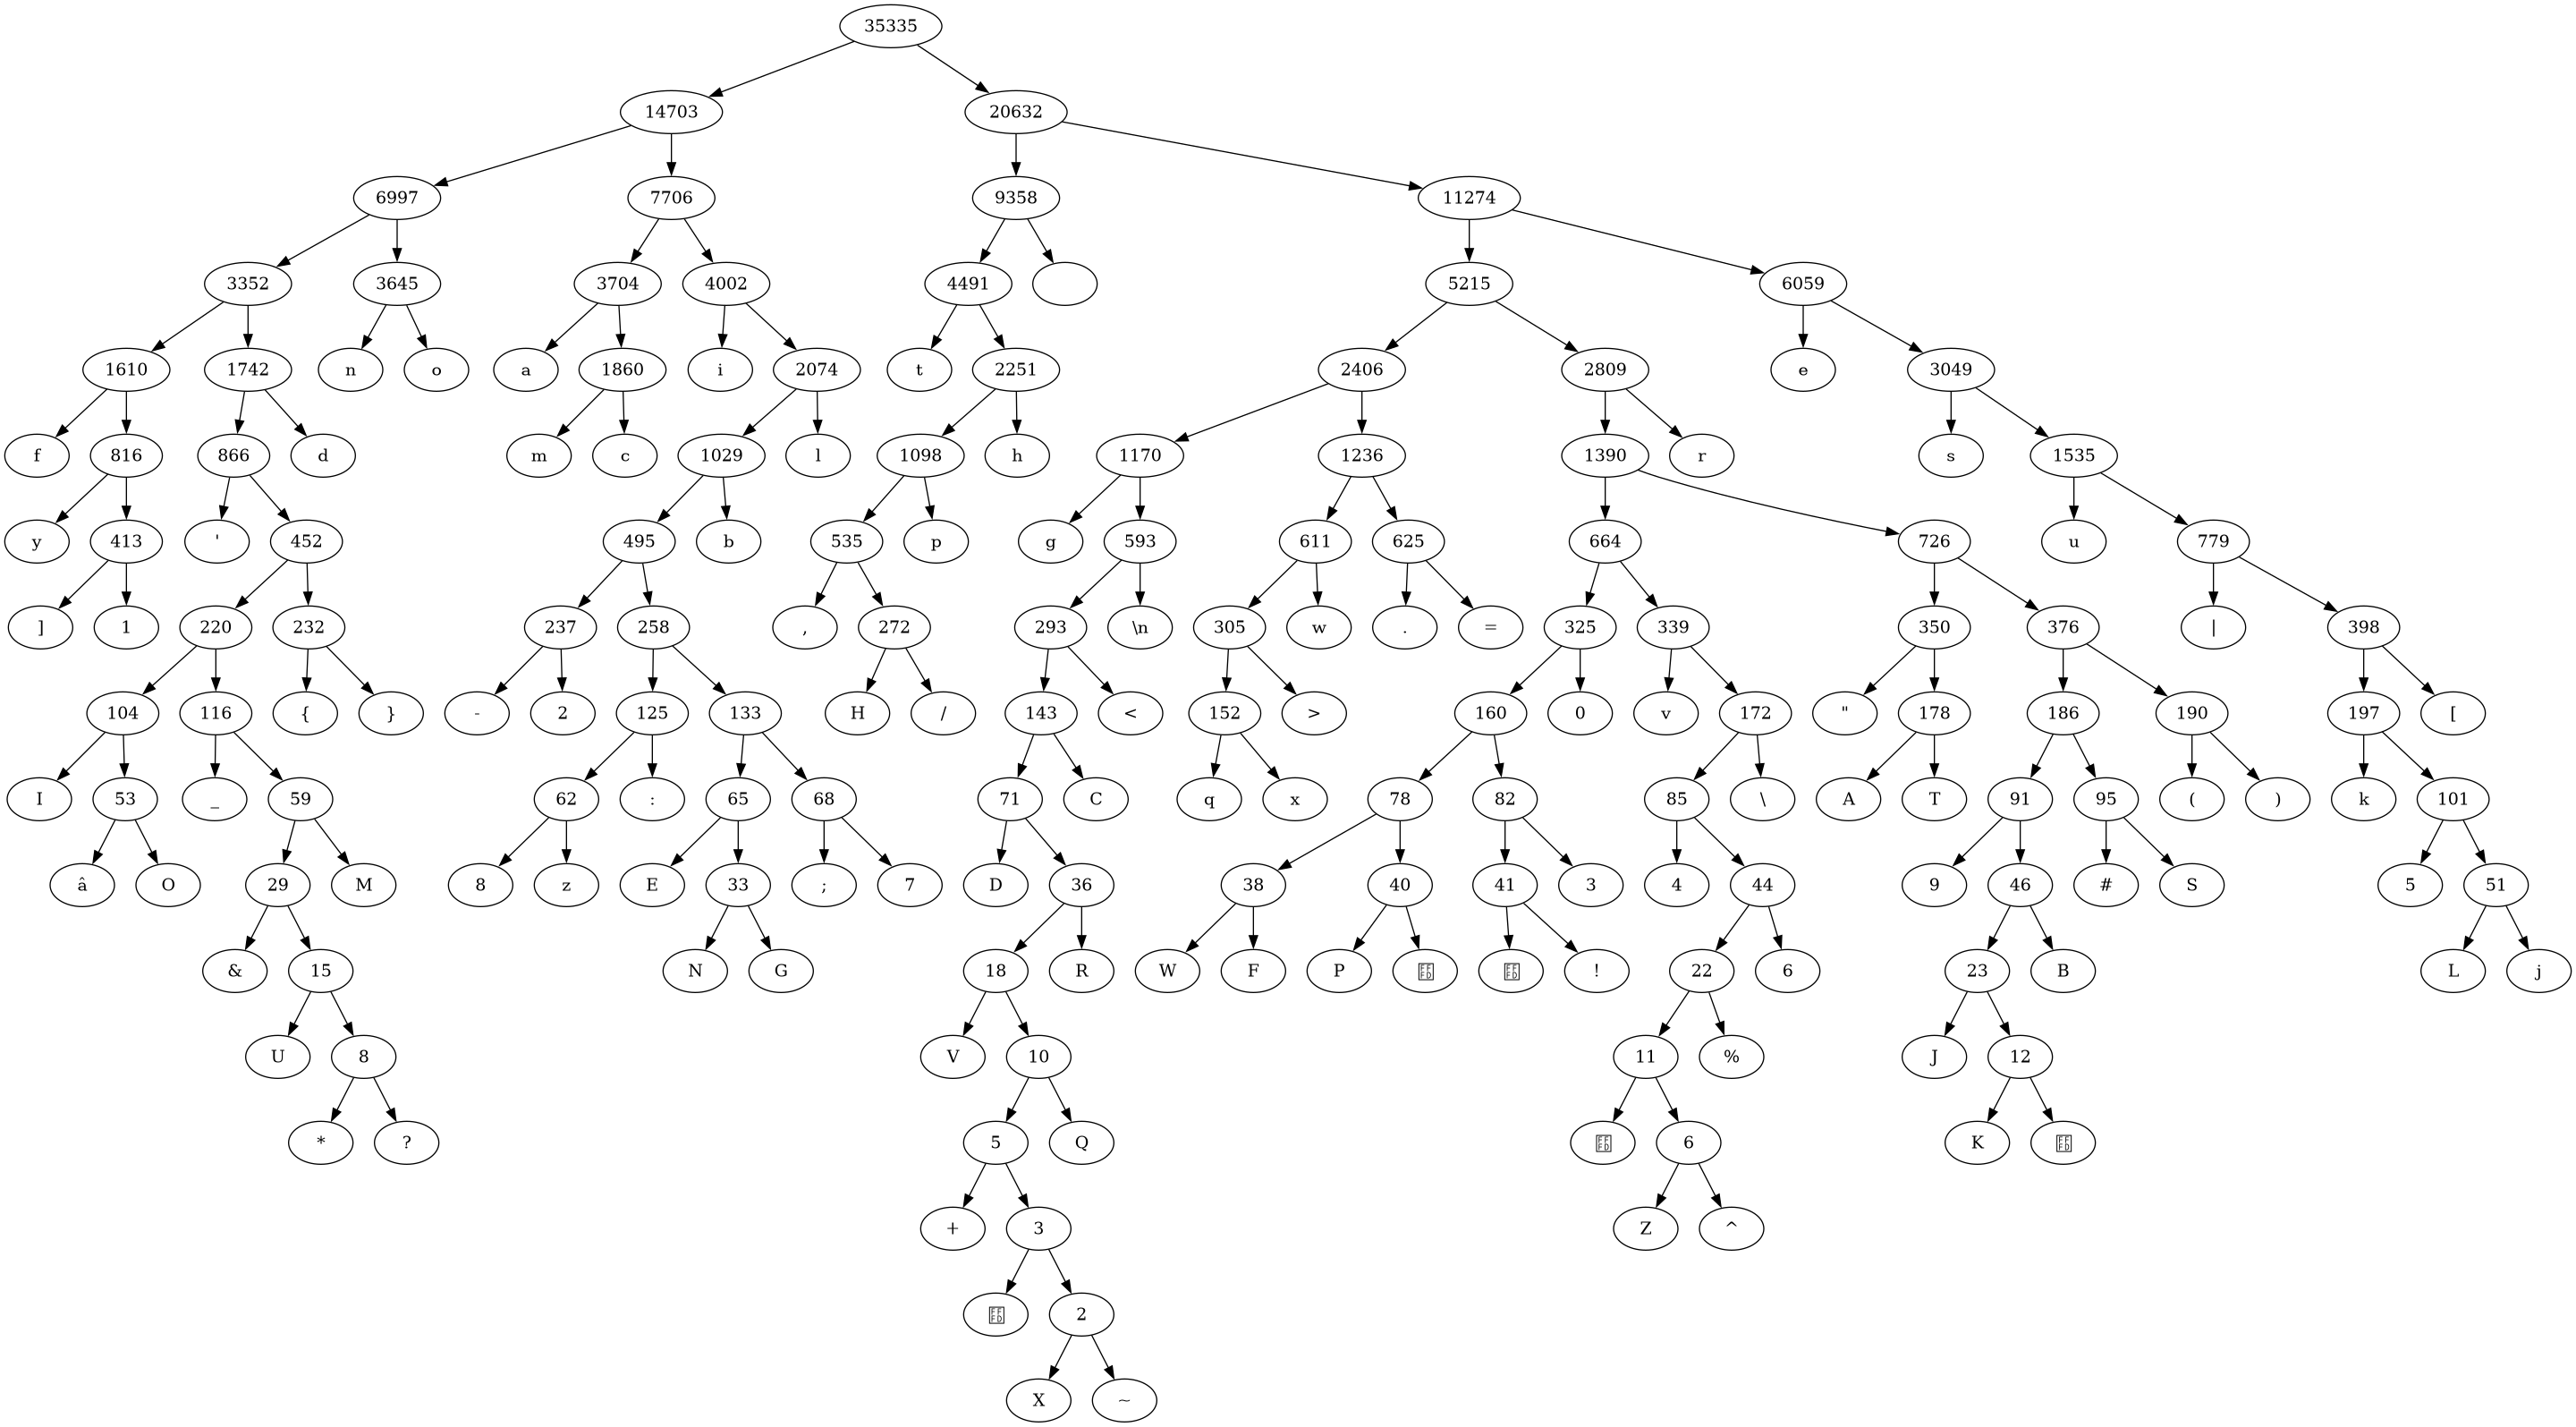 35335
14703 20632
6997 7706 9358 11274
3352 3645 3704 4002 4491 5215 6059
1610 1742 n o a 1860 i 2074 t 2251 2406 2809 e 3049
f 816 866 d m c 1029 l 1098 h 1170 1236 1390 r s 1535
y 413 ' 452 495 b 535 p g 593 611 625 664 726 u 779
] 1 220 232 237 258 , 272 293 \n 305 w . = 325 339 350 376 | 398
104 116 { } - 2 125 133 H / 143 < 152 > 160 0 v 172 " 178 186 190 197 [
I 53 _ 59 62 : 65 68 71 C q x 78 82 85 \ A T 91 95 ( ) k 101
â O 29 M 8 z E 33 ; 7 D 36 38 40 41 3 4 44 9 46 # S 5 51
& 15 N G 18 R W F P � � ! 22 6 23 B L j
U 8 V 10 11 % J 12
* ? 5 Q � 6 K �
+ 3 Z ^
� 2
X ~